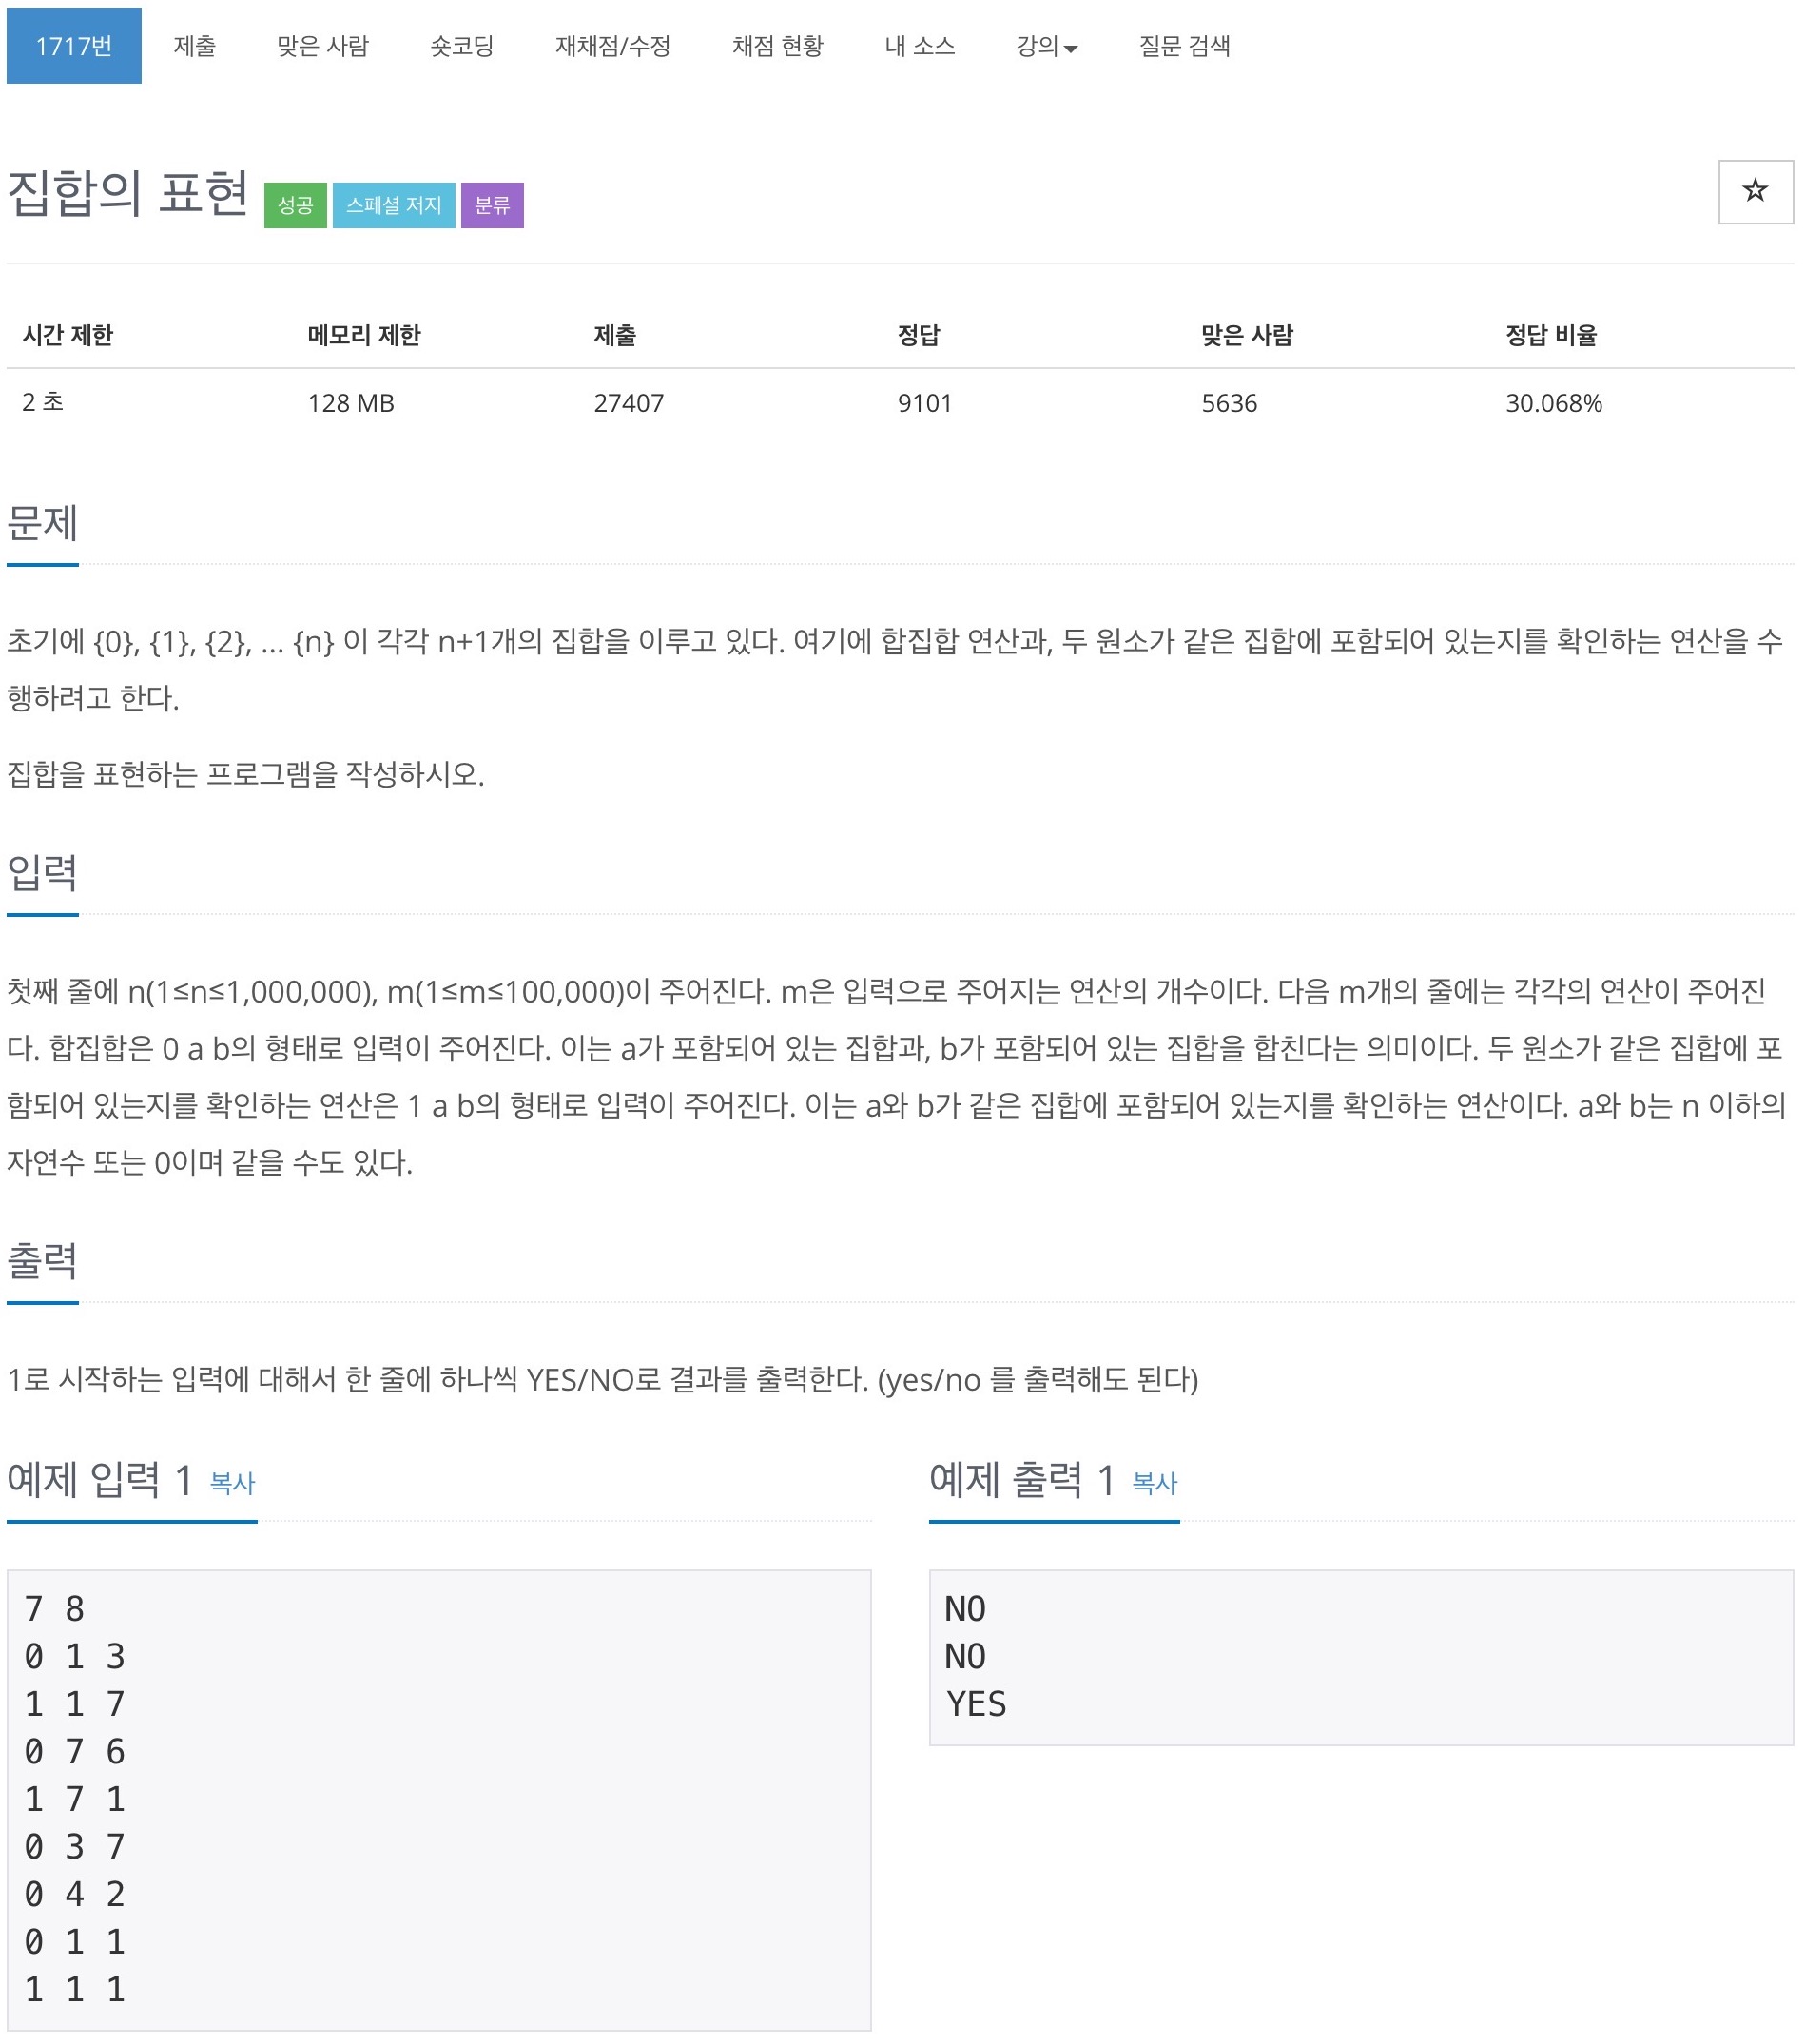 1717번 제출 맞은 사람 숏코딩 재채점/수정 채점 현황 내 소스 강의 질문 검색
집합의 표현 성공 스페셜 저지 분류
시간 제한 메모리 제한 제출 정답 맞은 사람 정답 비율
2 초 128 MB 27407 9101 5636 30.068%
문제
초기에 {0}, {1}, {2}, ... {n} 이 각각 n+1개의 집합을 이루고 있다. 여기에 합집합 연산과, 두 원소가 같은 집합에 포함되어 있는지를 확인하는 연산을 수
행하려고 한다.
집합을 표현하는 프로그램을 작성하시오.
입력
첫째 줄에 n(1≤n≤1,000,000), m(1≤m≤100,000)이 주어진다. m은 입력으로 주어지는 연산의 개수이다. 다음 m개의 줄에는 각각의 연산이 주어진
다. 합집합은 0 a b의 형태로 입력이 주어진다. 이는 a가 포함되어 있는 집합과, b가 포함되어 있는 집합을 합친다는 의미이다. 두 원소가 같은 집합에 포
함되어 있는지를 확인하는 연산은 1 a b의 형태로 입력이 주어진다. 이는 a와 b가 같은 집합에 포함되어 있는지를 확인하는 연산이다. a와 b는 n 이하의
자연수 또는 0이며 같을 수도 있다.
출력
1로 시작하는 입력에 대해서 한 줄에 하나씩 YES/NO로 결과를 출력한다. (yes/no 를 출력해도 된다)
예제 입력 1 복사
7 8
0 1 3
1 1 7
0 7 6
1 7 1
0 3 7
0 4 2
0 1 1
1 1 1
예제 출력 1 복사
NO
NO
YES